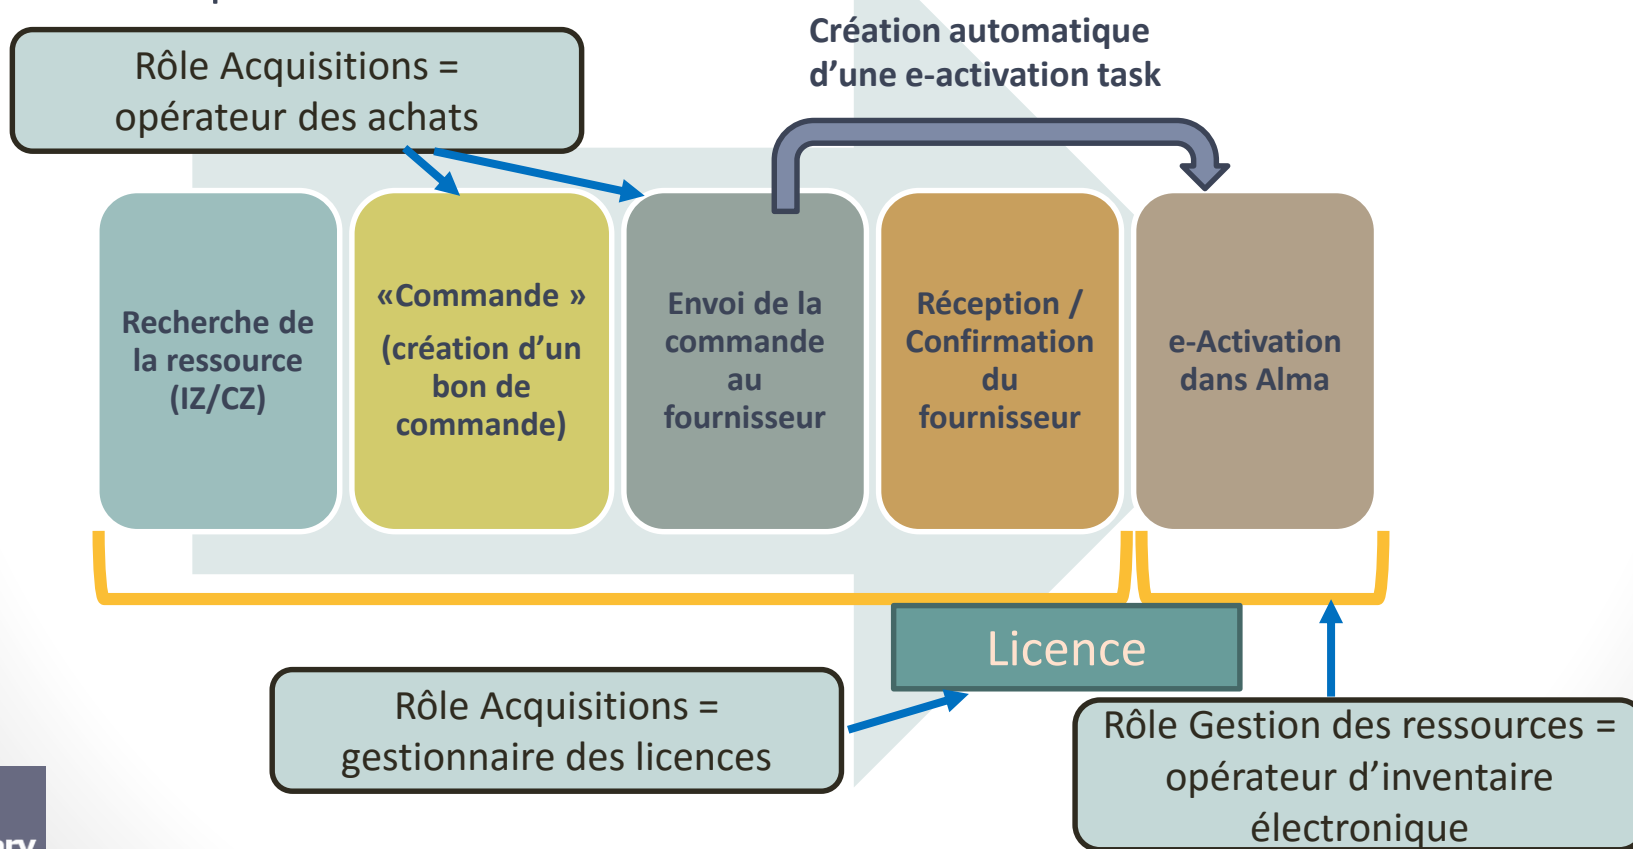 Création automatique
d’une e-activation task
Rôle Acquisitions =
opérateur des achats
Recherche de
la ressource
(IZ/CZ)
«Commande »
(création d’un
bon de
commande)
Envoi de la
commande
au
fournisseur
Réception /
Confirmation
du
fournisseur
e-Activation
dans Alma
Licence
Rôle Acquisitions =
gestionnaire des licences
Rôle Gestion des ressources =
opérateur d’inventaire
électronique